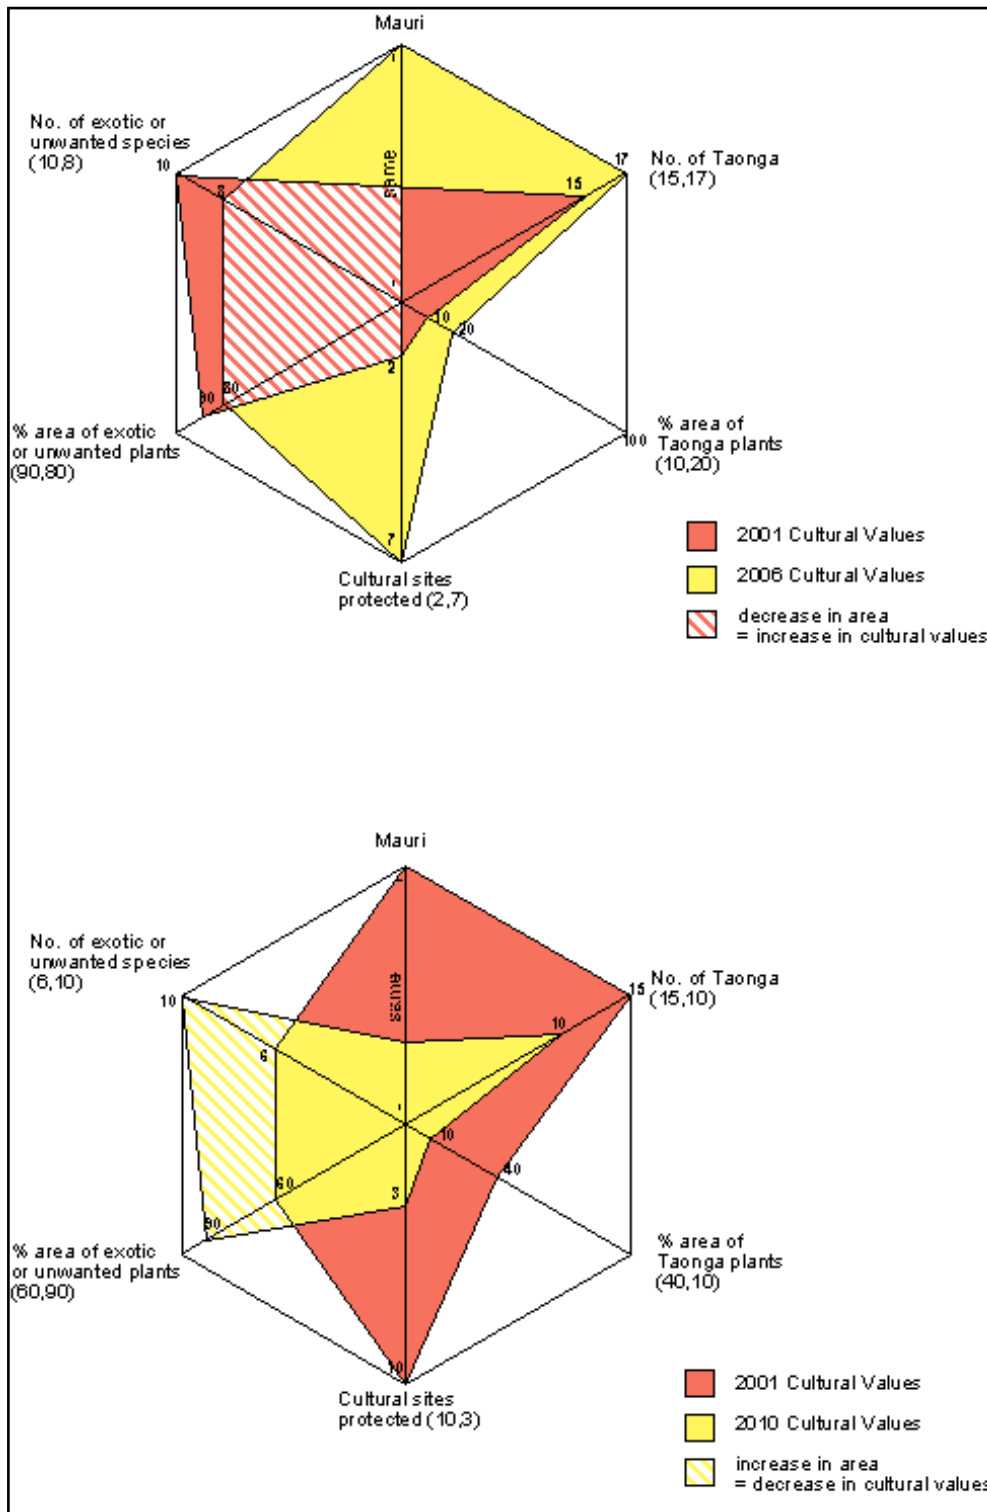 Mauri
No. of exotic or
unwanted species
(10,8)
10
17
No. of Taonga
(15,17)
15
8
same
10
20
2
90
80
% area of exotic
or unwanted plants
(90,80)
100
% area of
Taonga plants
(10,20)
7
Cultural sites
protected (2,7)
2001 Cultural Values
2006 Cultural Values
decrease in area
= increase in cultural values
Mauri
No. of exotic or
unwanted species
(6,10)
10
15
No. of Taonga
(15,10)
same
10
6
10
40
60
3
90
% area of exotic
or unwanted plants
(60,90)
% area of
Taonga plants
(40,10)
10
Cultural sites
protected (10,3)
2001 Cultural Values
2010 Cultural Values
increase in area
= decrease in cultural values